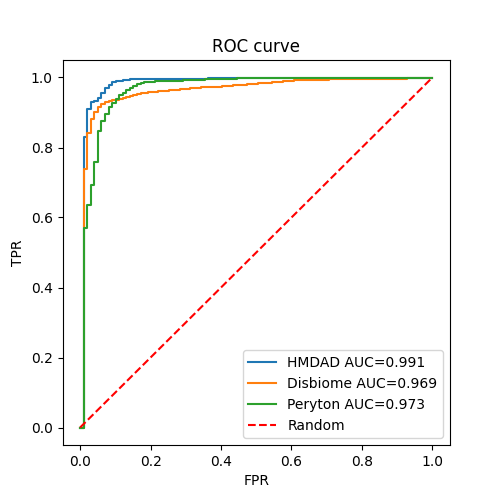 ROC curve
TPR
1.0
0.8
0.6
0.4
0.2
0.0
0.0 0.2 0.4 0.6 0.8 1.0
FPR
HMDAD AUC=0.991
Disbiome AUC=0.969
Peryton AUC=0.973
Random